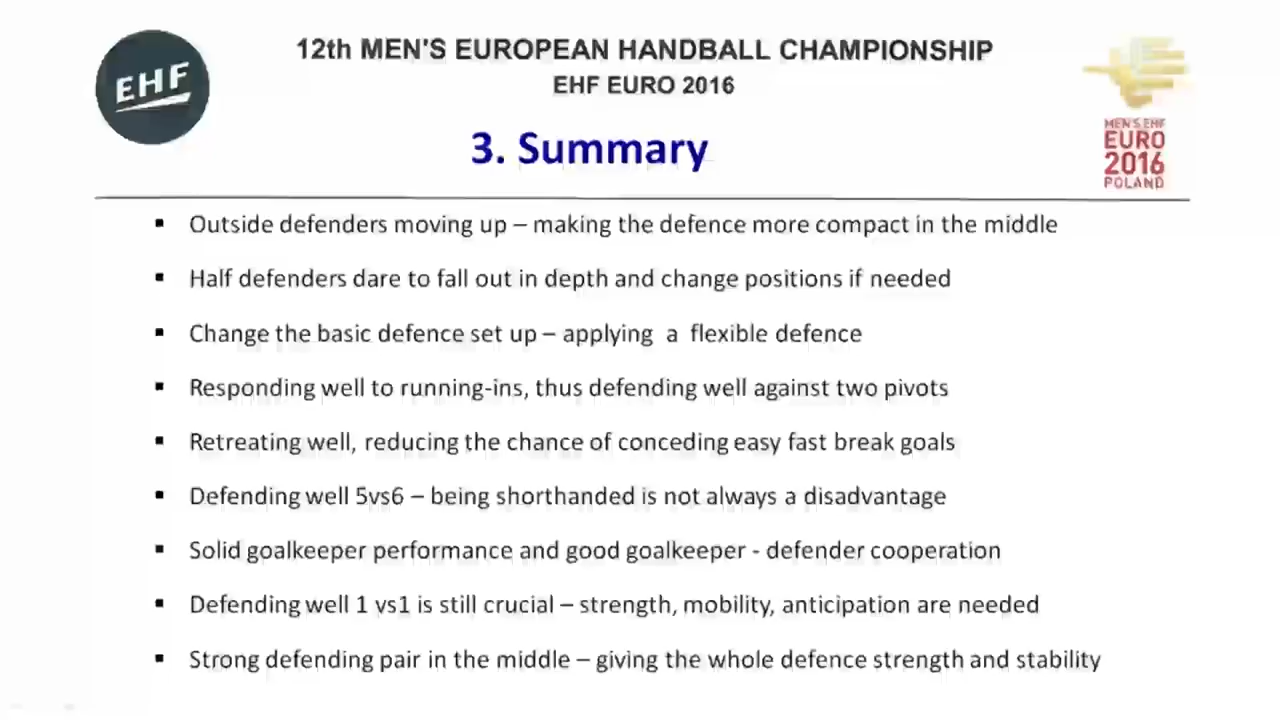 EHF
12th MEN'S EUROPEAN HANDBALL CHAMPIONSHIP
EHF EURO 2016
MEN'S EHF
EURO
2016
POLAND
3. Summary
▪ Outside defenders moving up – making the defence more compact in the middle
▪ Half defenders dare to fall out in depth and change positions if needed
▪ Change the basic defence set up – applying a flexible defence
▪ Responding well to running-ins, thus defending well against two pivots
▪ Retreating well, reducing the chance of conceding easy fast break goals
▪ Defending well 5vs6 – being shorthanded is not always a disadvantage
▪ Solid goalkeeper performance and good goalkeeper - defender cooperation
▪ Defending well 1 vs1 is still crucial – strength, mobility, anticipation are needed
▪ Strong defending pair in the middle – giving the whole defence strength and stability